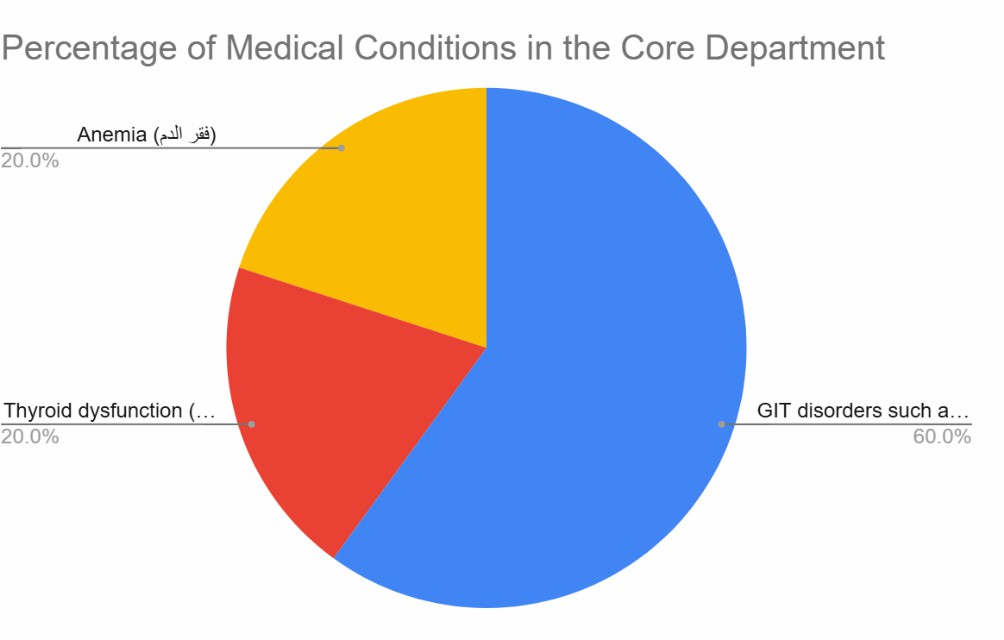 Percentage of Medical Conditions in the Core Department
Anemia (فقر الدم)
20.0%
Thyroid dysfunction (…
20.0%
GIT disorders such a…
60.0%